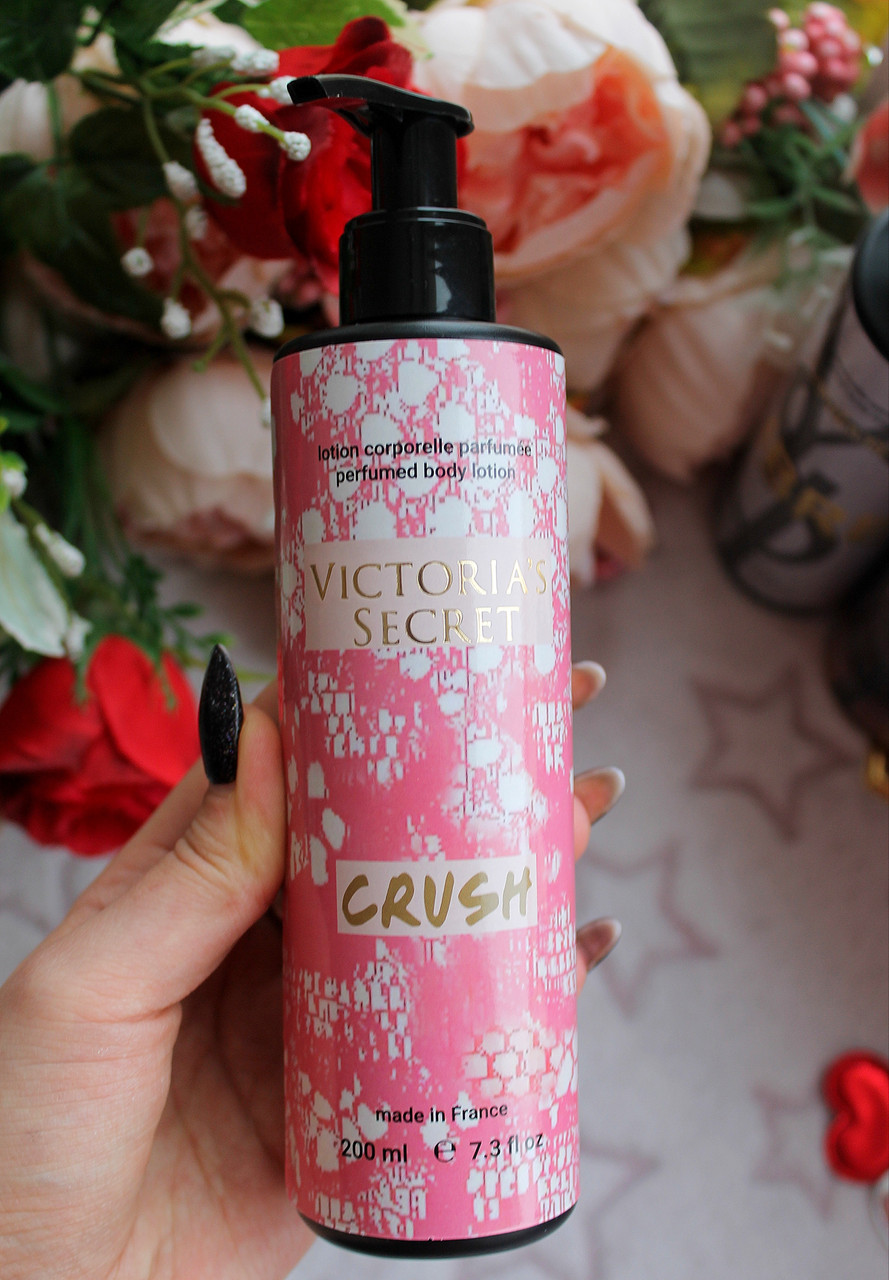 lotion corporelle parfumée
perfumed body lotion
VICTORIA'S
SECRET
CRUSH
made in France
200 ml ℮ 7.3 fl oz.